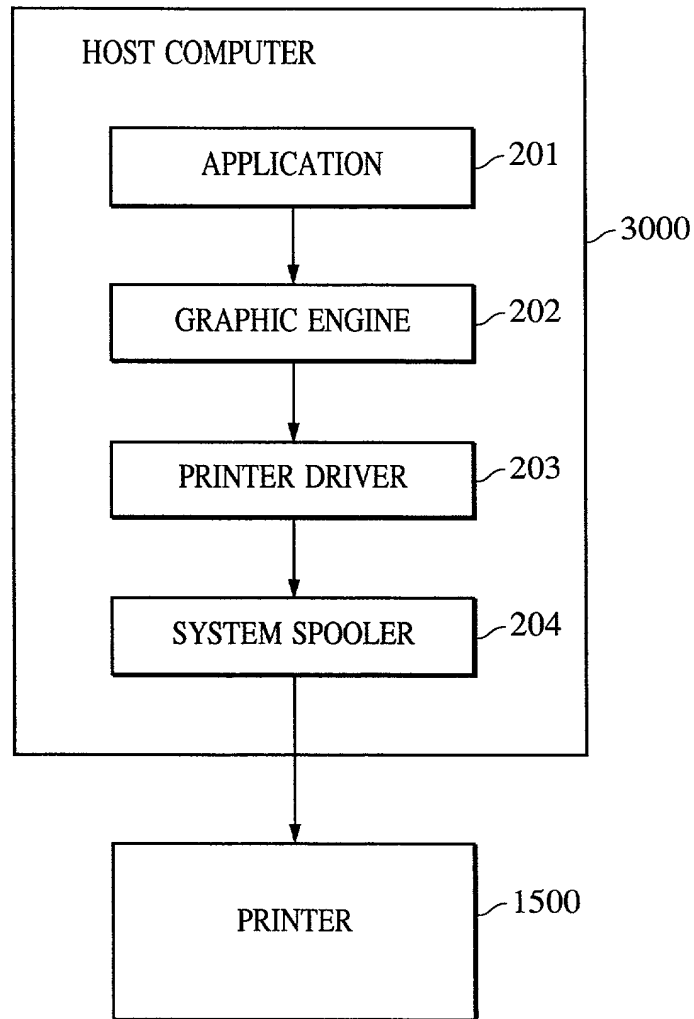 HOST COMPUTER
APPLICATION
201
3000
GRAPHIC ENGINE
202
PRINTER DRIVER
203
SYSTEM SPOOLER
204
PRINTER
1500